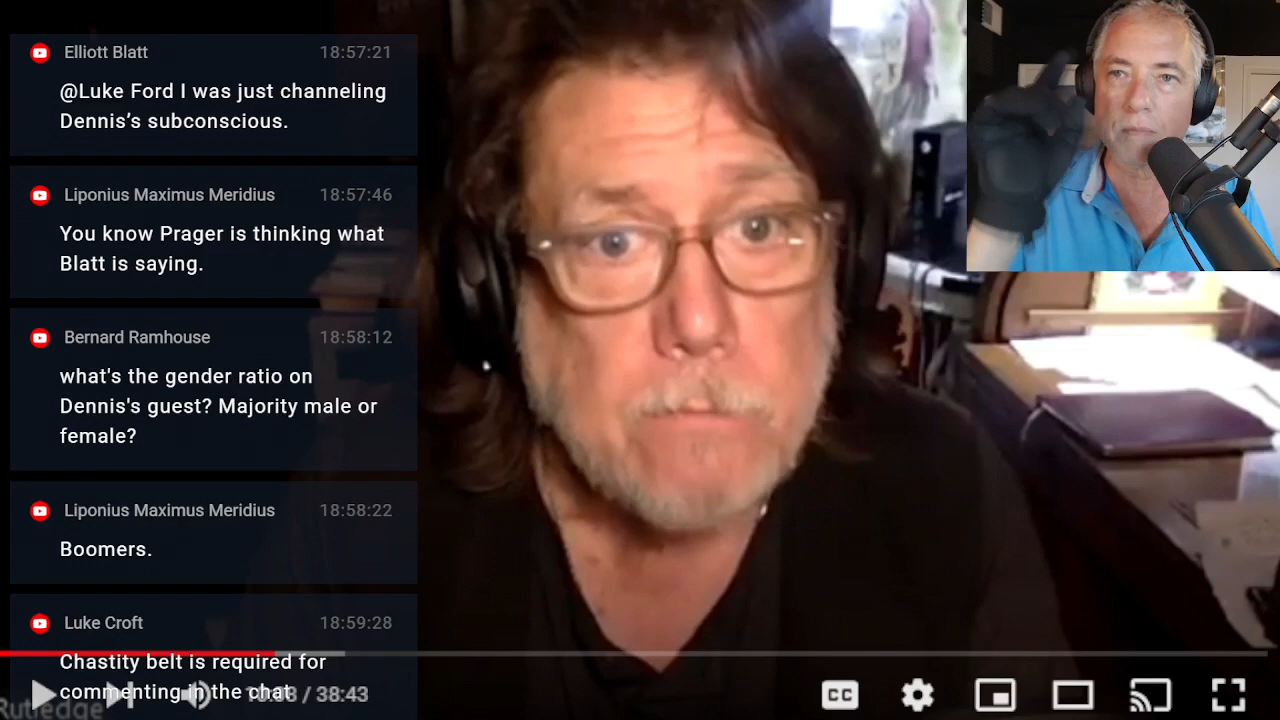 Elliott Blatt 18:57:21
@Luke Ford I was just channeling
Dennis’s subconscious.
Liponius Maximus Meridius 18:57:46
You know Prager is thinking what
Blatt is saying.
Bernard Ramhouse 18:58:12
what's the gender ratio on
Dennis's guest? Majority male or
female?
Liponius Maximus Meridius 18:58:22
Boomers.
Luke Croft 18:59:28
Chastity belt is required for
commenting in the chat
/ 38:43
CC
Rutledge